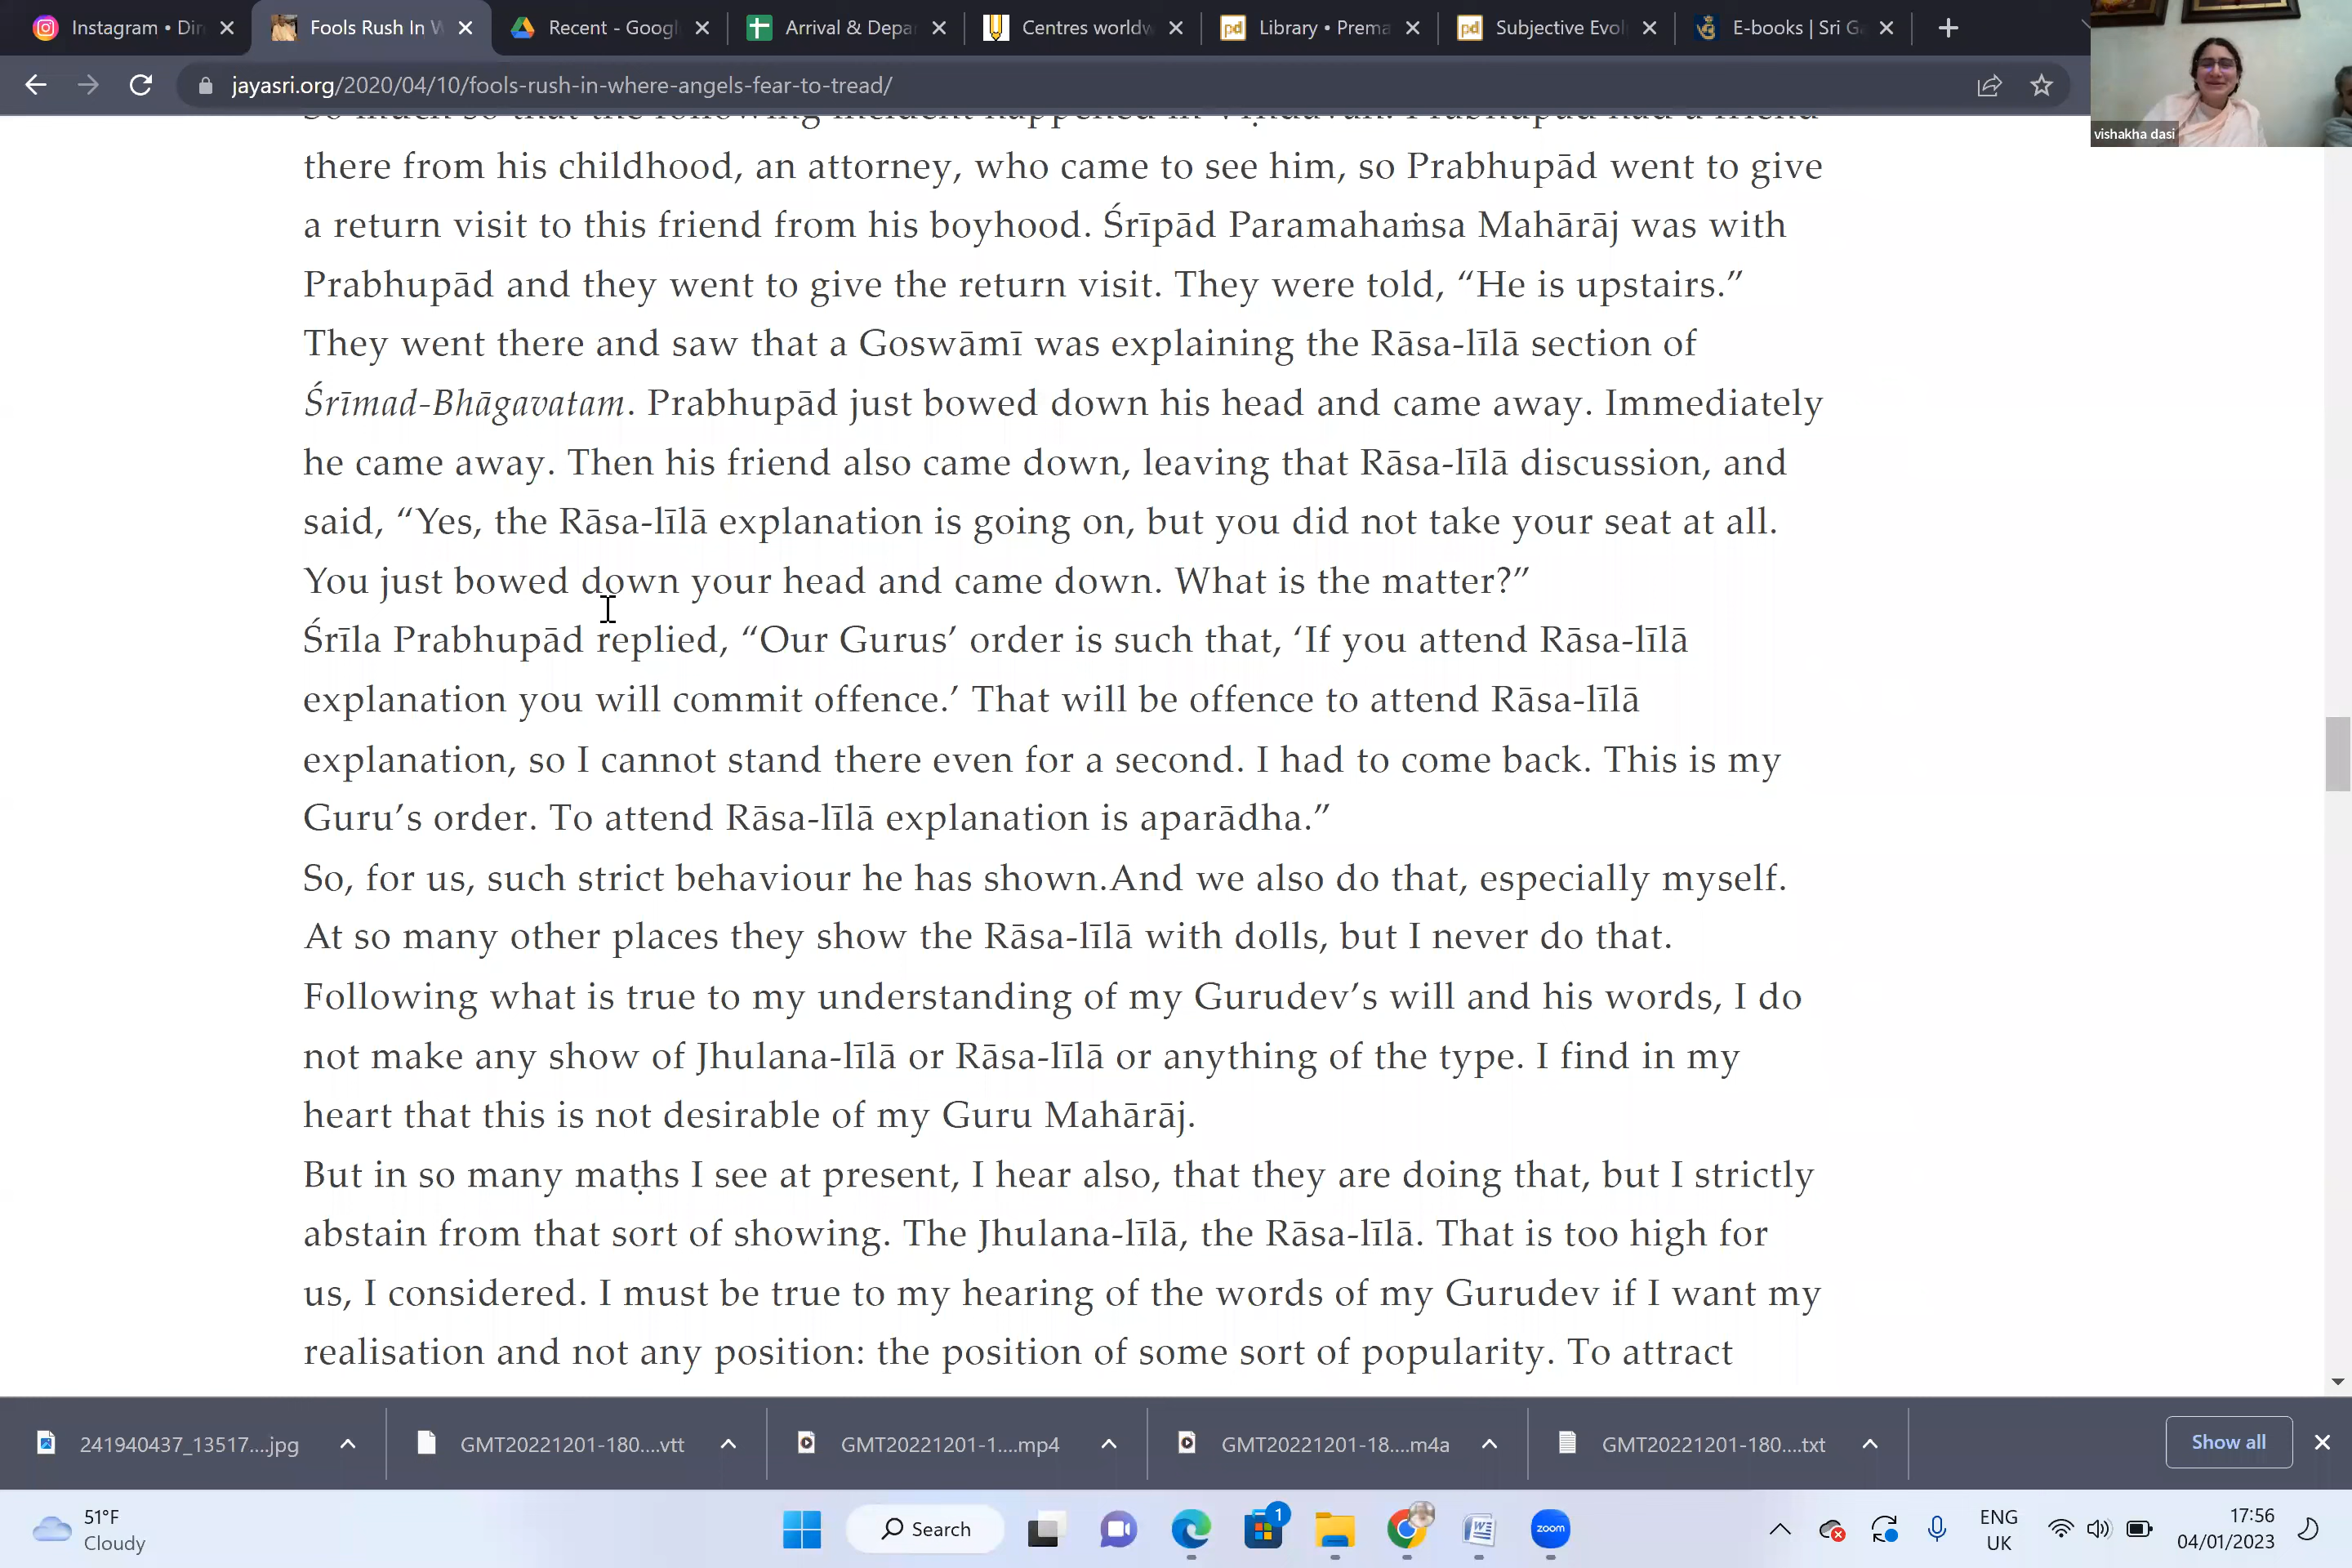 Instagram • Dir
Fools Rush In W
Recent - Googl
Arrival & Depar
Centres worldw
Library • Prema
Subjective Evol
E-books | Sri Ga
jayasri.org/2020/04/10/fools-rush-in-where-angels-fear-to-tread/
vishakha dasi
So much so that the following incident happened in Vṛndāvan. Prabhupād had a friend
there from his childhood, an attorney, who came to see him, so Prabhupād went to give
a return visit to this friend from his boyhood. Śrīpād Paramahaṁsa Mahārāj was with
Prabhupād and they went to give the return visit. They were told, “He is upstairs.”
They went there and saw that a Goswāmī was explaining the Rāsa-līlā section of
Śrīmad-Bhāgavatam. Prabhupād just bowed down his head and came away. Immediately
he came away. Then his friend also came down, leaving that Rāsa-līlā discussion, and
said, “Yes, the Rāsa-līlā explanation is going on, but you did not take your seat at all.
You just bowed down your head and came down. What is the matter?”
Śrīla Prabhupād replied, “Our Gurus’ order is such that, ‘If you attend Rāsa-līlā
explanation you will commit offence.’ That will be offence to attend Rāsa-līlā
explanation, so I cannot stand there even for a second. I had to come back. This is my
Guru’s order. To attend Rāsa-līlā explanation is aparādha.”
So, for us, such strict behaviour he has shown.And we also do that, especially myself.
At so many other places they show the Rāsa-līlā with dolls, but I never do that.
Following what is true to my understanding of my Gurudev’s will and his words, I do
not make any show of Jhulana-līlā or Rāsa-līlā or anything of the type. I find in my
heart that this is not desirable of my Guru Mahārāj.
But in so many maṭhs I see at present, I hear also, that they are doing that, but I strictly
abstain from that sort of showing. The Jhulana-līlā, the Rāsa-līlā. That is too high for
us, I considered. I must be true to my hearing of the words of my Gurudev if I want my
realisation and not any position: the position of some sort of popularity. To attract
241940437_13517....jpg
GMT20221201-180....vtt
GMT20221201-1....mp4
GMT20221201-18....m4a
GMT20221201-180....txt
Show all
51°F
Cloudy
Search
1
zoom
ENG
UK
17:56
04/01/2023